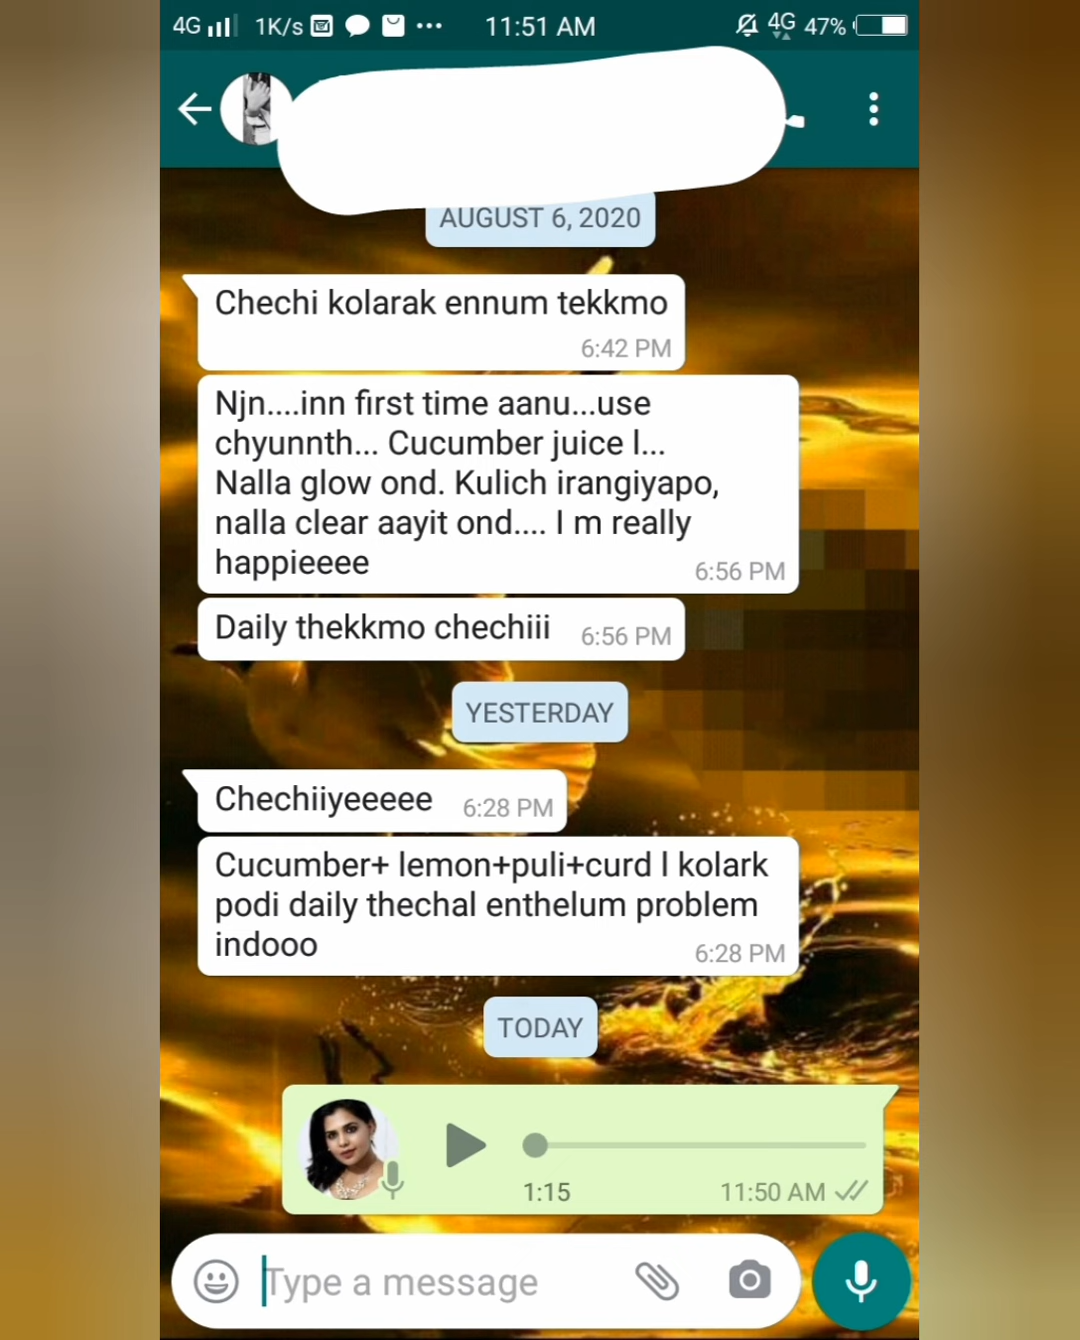 4G 1K/s 11:51 AM 4G 47%
AUGUST 6, 2020
Chechi kolarak ennum tekkmo
6:42 PM
Njn....inn first time aanu...use
chyunnth... Cucumber juice l...
Nalla glow ond. Kulich irangiyapo,
nalla clear aayit ond.... I m really
happieeee 6:56 PM
Daily thekkmo chechiii 6:56 PM
YESTERDAY
Chechiiyeeeee 6:28 PM
Cucumber+ lemon+puli+curd l kolark
podi daily thechal enthelum problem
indooo 6:28 PM
TODAY
1:15 11:50 AM
Type a message